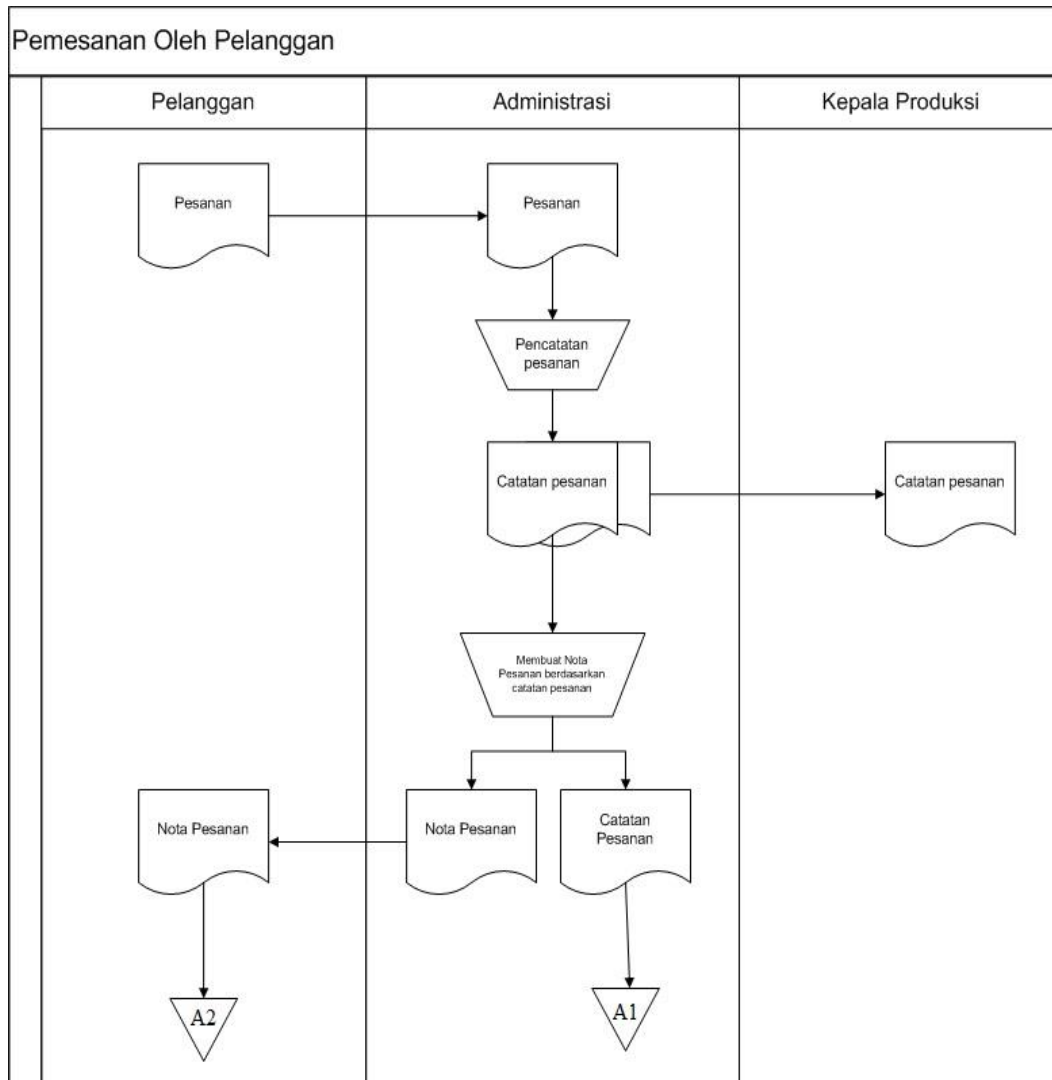 Pemesanan Oleh Pelanggan
Pelanggan
Administrasi
Kepala Produksi
Pesanan
Pesanan
Pencatatan
pesanan
Catatan pesanan
Catatan pesanan
Membuat Nota
Pesanan berdasarkan
catatan pesanan
Nota Pesanan
Nota Pesanan
Catatan
Pesanan
A2
A1